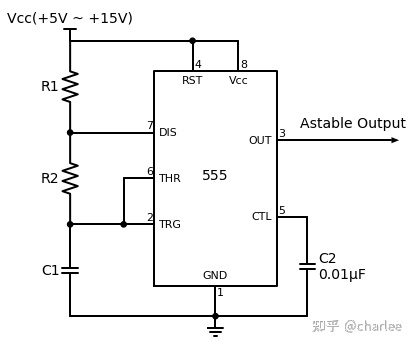 Vcc(+5V ~ +15V)
4
8
RST
Vcc
R1
7
DIS
Astable Output
OUT
3
6
THR
555
R2
2
TRG
CTL
5
C1
GND
C2
0.01μF
1
知乎 @charlee